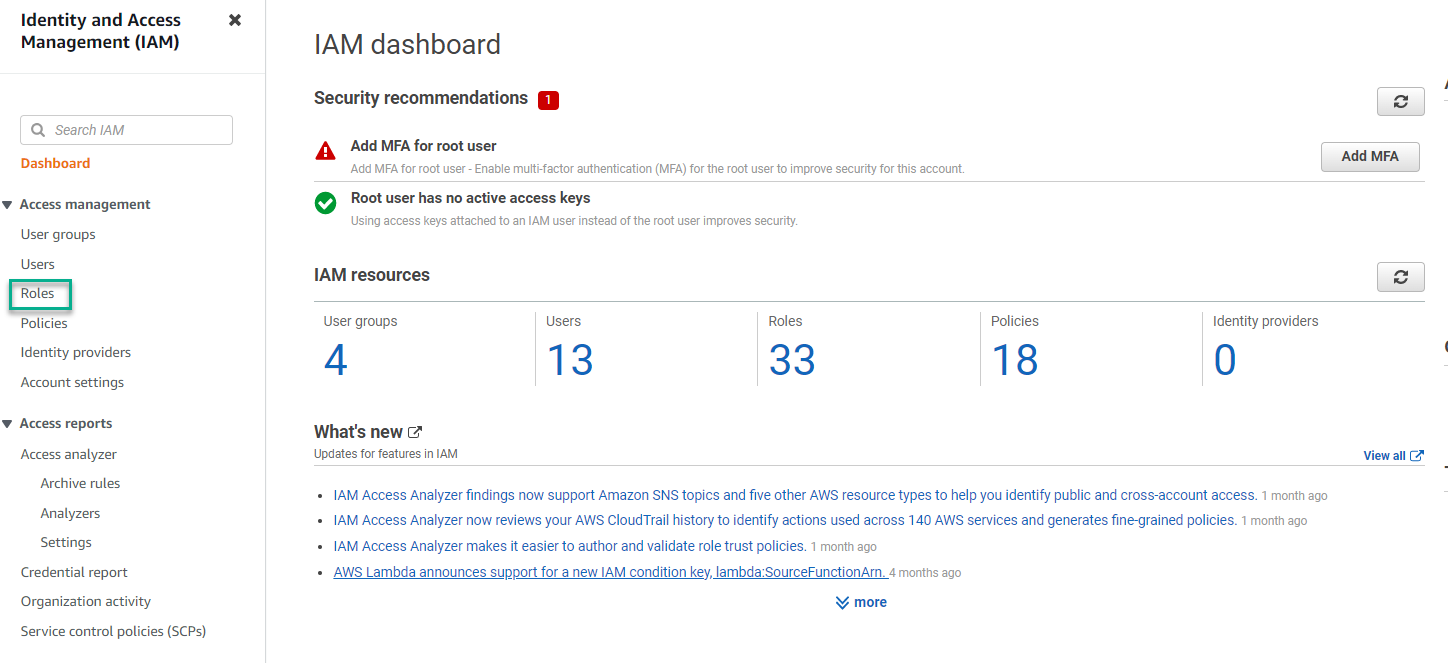 Identity and Access
Management (IAM)
Search IAM
Dashboard
Access management
User groups
Users
Roles
Policies
Identity providers
Account settings
Access reports
Access analyzer
Archive rules
Analyzers
Settings
Credential report
Organization activity
Service control policies (SCPs)
IAM dashboard
Security recommendations 1
Add MFA for root user
Add MFA for root user - Enable multi-factor authentication (MFA) for the root user to improve security for this account.
Add MFA
Root user has no active access keys
Using access keys attached to an IAM user instead of the root user improves security.
IAM resources
User groups Users Roles Policies Identity providers
4 13 33 18 0
What's new
Updates for features in IAM
View all
IAM Access Analyzer findings now support Amazon SNS topics and five other AWS resource types to help you identify public and cross-account access. 1 month ago
IAM Access Analyzer now reviews your AWS CloudTrail history to identify actions used across 140 AWS services and generates fine-grained policies. 1 month ago
IAM Access Analyzer makes it easier to author and validate role trust policies. 1 month ago
AWS Lambda announces support for a new IAM condition key, lambda:SourceFunctionArn. 4 months ago
more